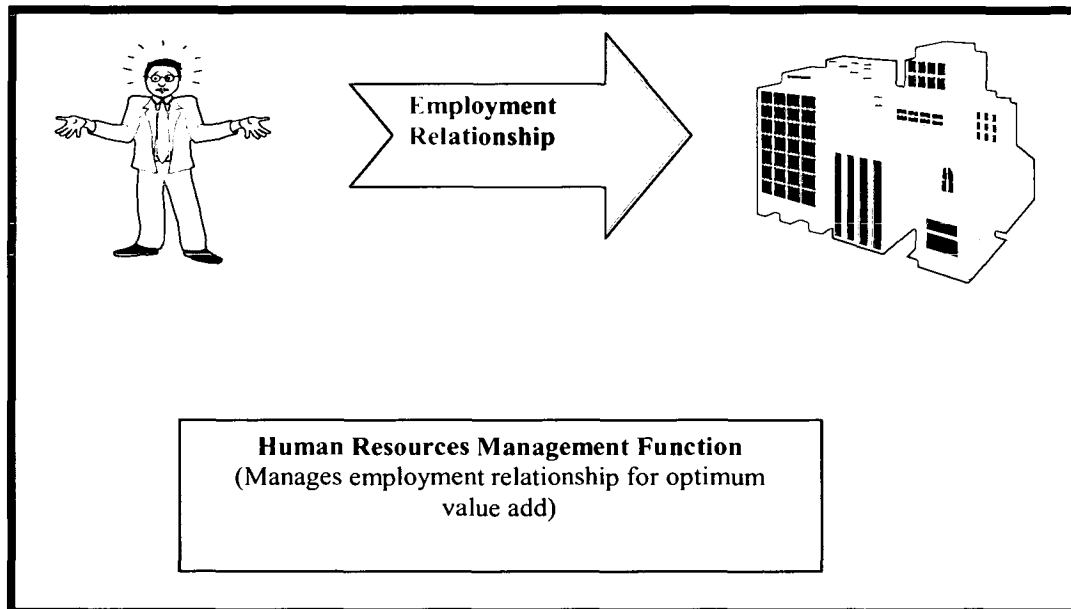 Employment
Relationship
Human Resources Management Function
(Manages employment relationship for optimum
value add)